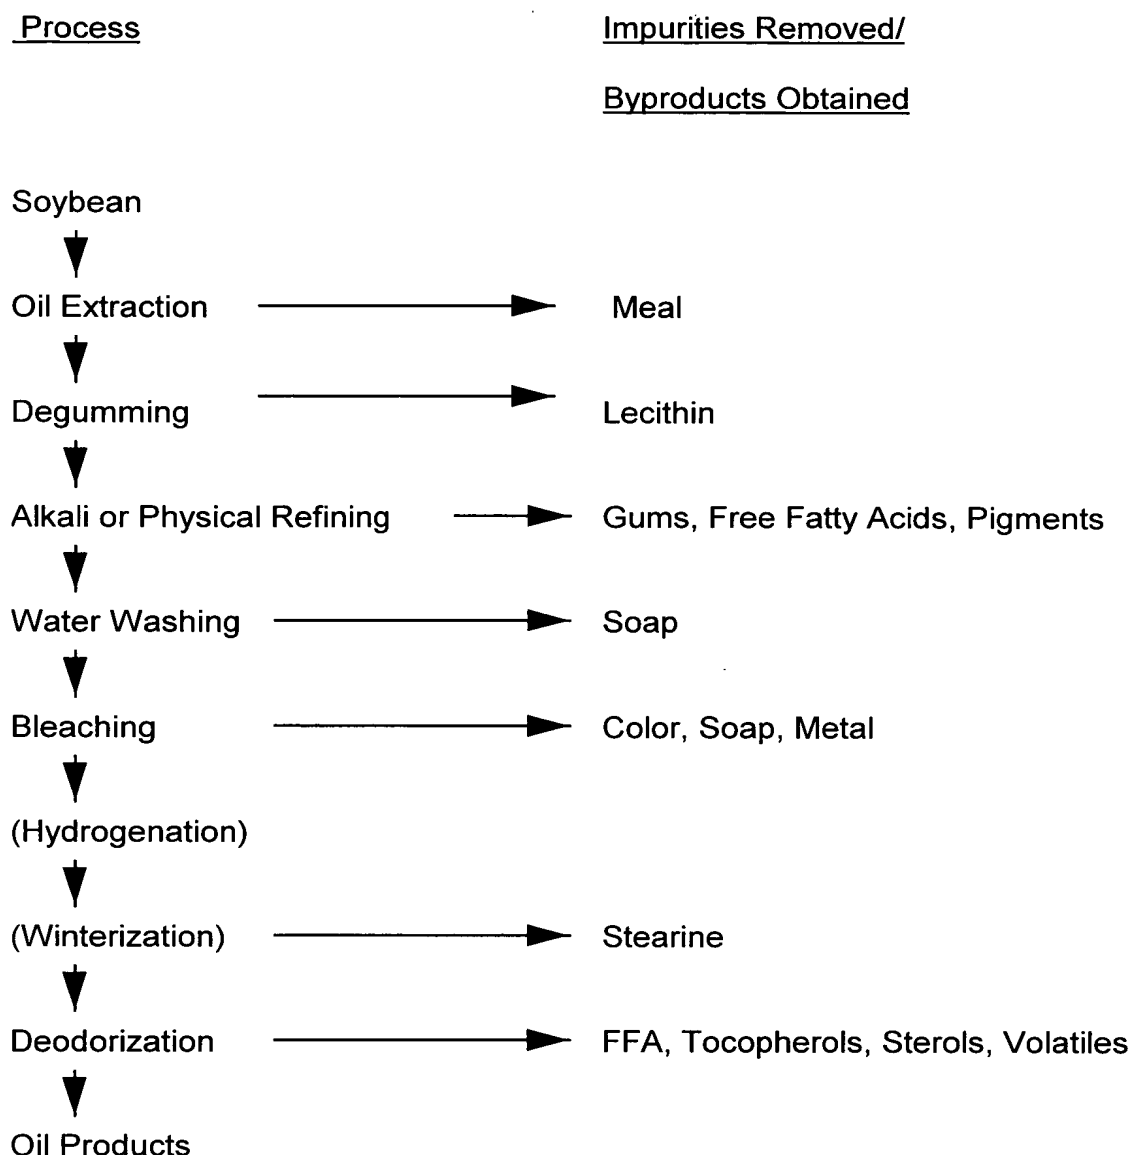 Process
Impurities Removed/
Byproducts Obtained
Soybean
Oil Extraction
Meal
Degumming
Lecithin
Alkali or Physical Refining
Gums, Free Fatty Acids, Pigments
Water Washing
Soap
Bleaching
Color, Soap, Metal
(Hydrogenation)
(Winterization)
Stearine
Deodorization
FFA, Tocopherols, Sterols, Volatiles
Oil Products